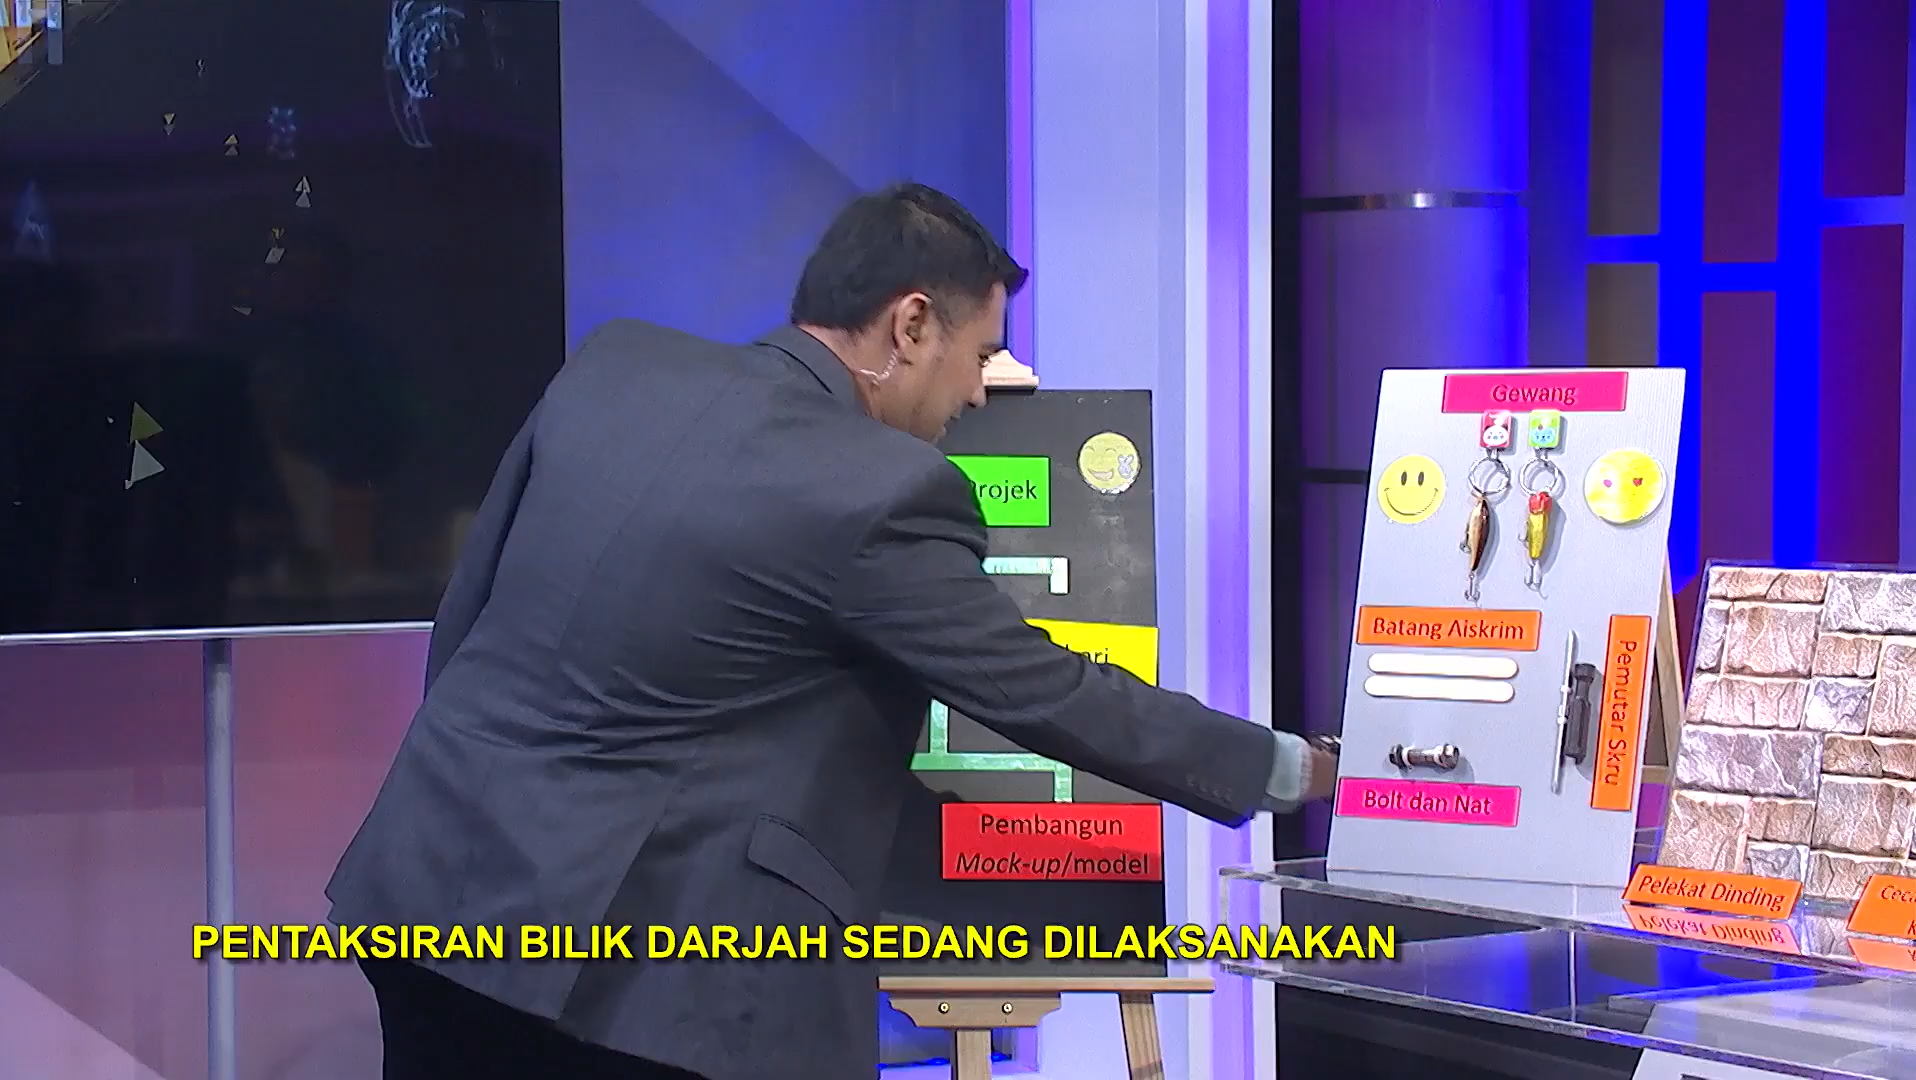 Gewang
Projek
Batang Aiskrim
Pemutar Skru
Bolt dan Nat
Pembangun
Mock-up/model
Pelekat Dinding
PENTAKSIRAN BILIK DARJAH SEDANG DILAKSANAKAN